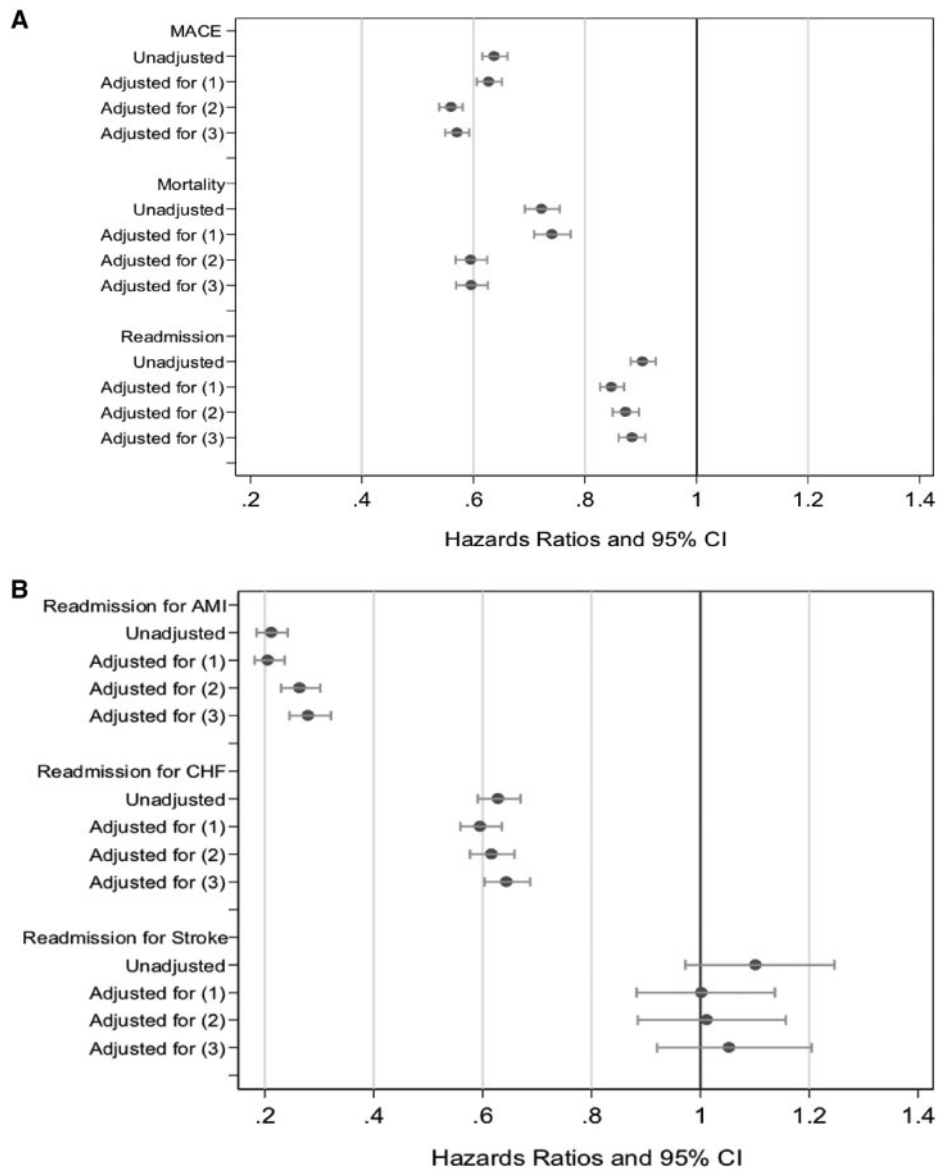 A
MACE
Unadjusted
Adjusted for (1)
Adjusted for (2)
Adjusted for (3)
Mortality
Unadjusted
Adjusted for (1)
Adjusted for (2)
Adjusted for (3)
Readmission
Unadjusted
Adjusted for (1)
Adjusted for (2)
Adjusted for (3)
.2 .4 .6 .8 1 1.2 1.4
Hazards Ratios and 95% CI
B
Readmission for AMI
Unadjusted
Adjusted for (1)
Adjusted for (2)
Adjusted for (3)
Readmission for CHF
Unadjusted
Adjusted for (1)
Adjusted for (2)
Adjusted for (3)
Readmission for Stroke
Unadjusted
Adjusted for (1)
Adjusted for (2)
Adjusted for (3)
.2 .4 .6 .8 1 1.2 1.4
Hazards Ratios and 95% CI